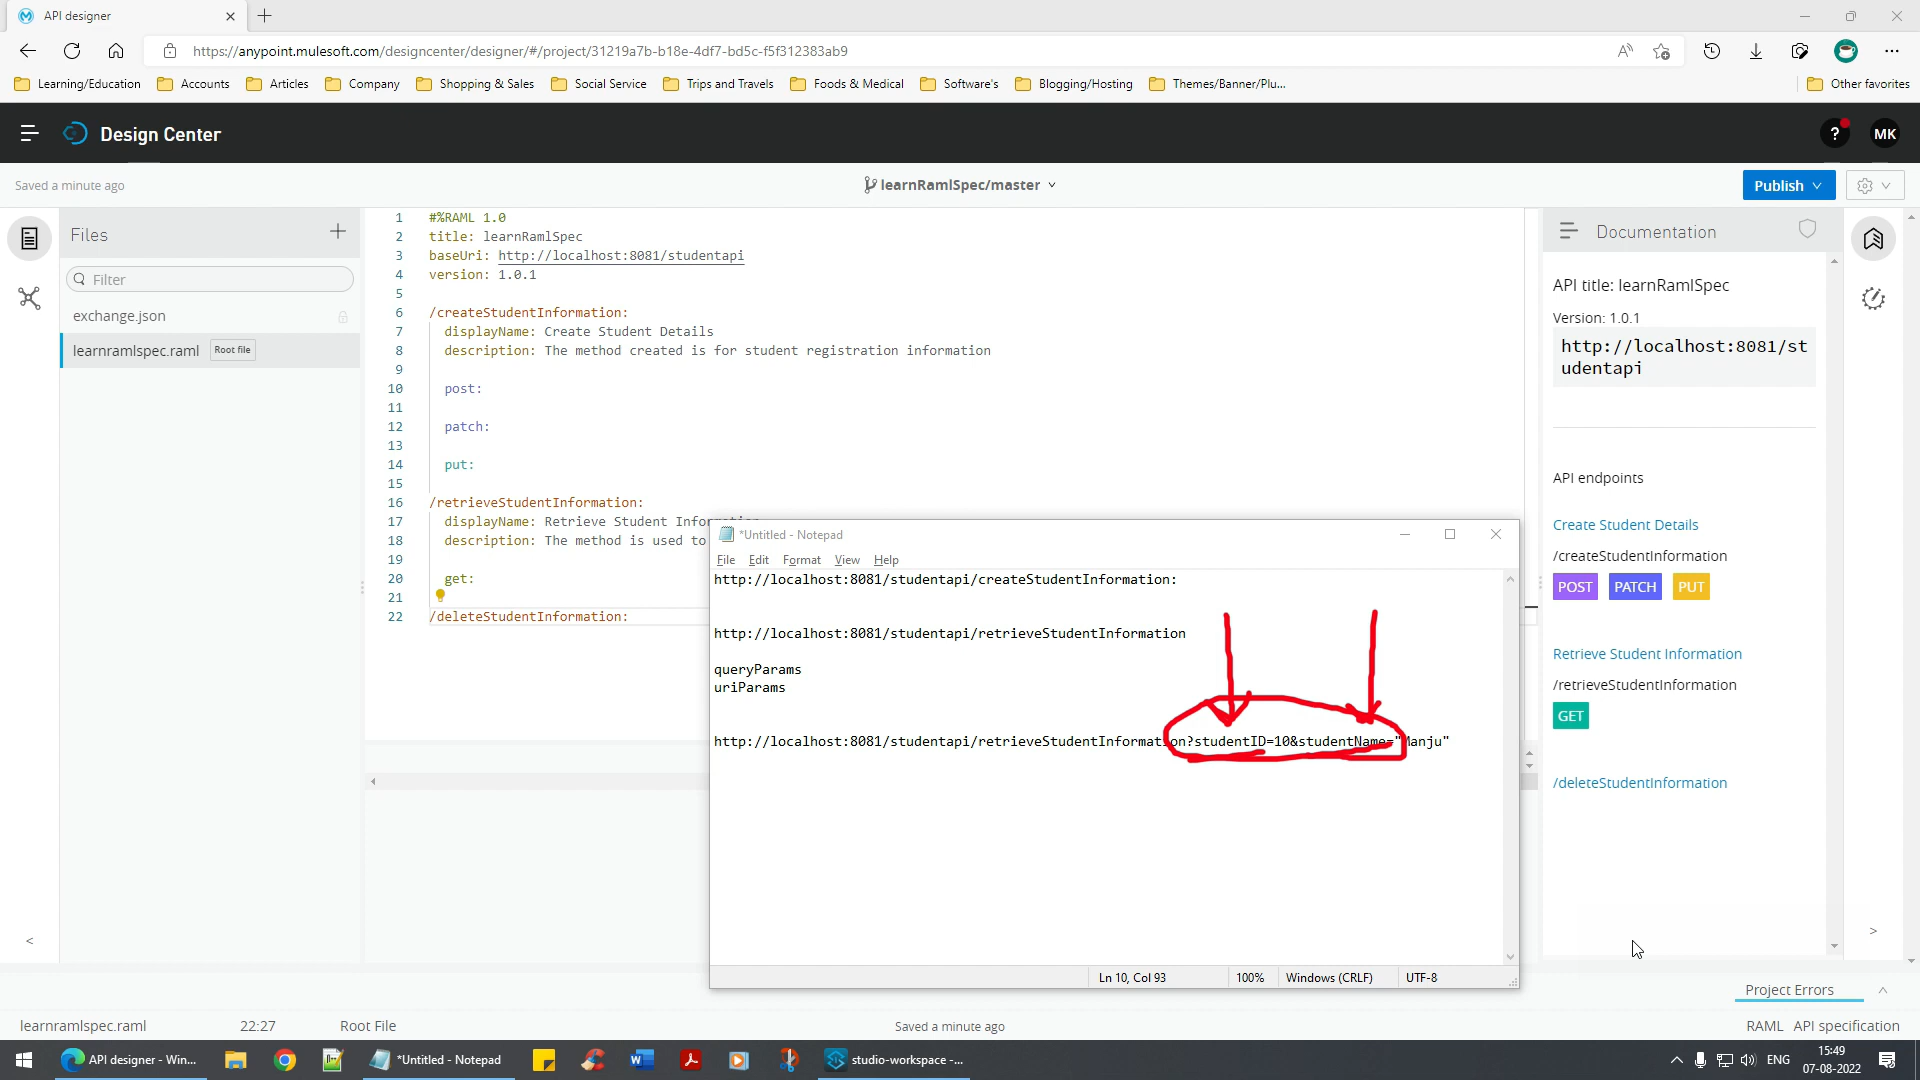 API designer
https://anypoint.mulesoft.com/designcenter/designer/#/project/31219a7b-b18e-4df7-bd5c-f5f312383ab9
Learning/Education
Accounts
Articles
Company
Shopping & Sales
Social Service
Trips and Travels
Foods & Medical
Software's
Blogging/Hosting
Themes/Banner/Plu...
Other favorites
Design Center
?
MK
Saved a minute ago
learnRamlSpec/master
Publish
Files
Filter
exchange.json
learnramlspec.raml Root file
1 #%RAML 1.0
2 title: learnRamlSpec
3 baseUri: http://localhost:8081/studentapi
4 version: 1.0.1
5
6 /createStudentInformation:
7 displayName: Create Student Details
8 description: The method created is for student registration information
9
10 post:
11
12 patch:
13
14 put:
15
16 /retrieveStudentInformation:
17 displayName: Retrieve Student Information
18 description: The method is used to
19
20 get:
21
22 /deleteStudentInformation:
*Untitled - Notepad
File Edit Format View Help
http://localhost:8081/studentapi/createStudentInformation:
http://localhost:8081/studentapi/retrieveStudentInformation
queryParams
uriParams
http://localhost:8081/studentapi/retrieveStudentInformation?studentID=10&studentName="Manju"
Ln 10, Col 93
100%
Windows (CRLF)
UTF-8
Documentation
API title: learnRamlSpec
Version: 1.0.1
http://localhost:8081/st
udentapi
API endpoints
Create Student Details
/createStudentInformation
POST PATCH PUT
Retrieve Student Information
/retrieveStudentInformation
GET
/deleteStudentInformation
Project Errors
learnramlspec.raml
22:27
Root File
Saved a minute ago
RAML API specification
API designer - Win...
*Untitled - Notepad
studio-workspace -...
ENG
15:49
07-08-2022